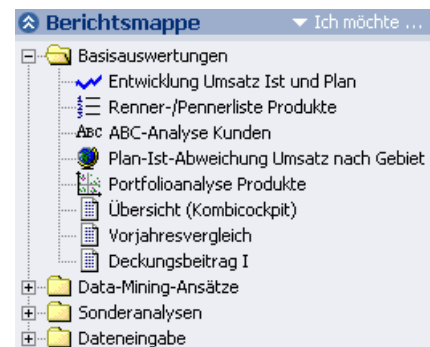 Berichtsmappe Ich möchte ...
Basisauswertungen
Entwicklung Umsatz Ist und Plan
Renner-/Pennerliste Produkte
ABC ABC-Analyse Kunden
Plan-Ist-Abweichung Umsatz nach Gebiet
Portfolioanalyse Produkte
Übersicht (Kombicockpit)
Vorjahresvergleich
Deckungsbeitrag I
Data-Mining-Ansätze
Sonderanalysen
Dateneingabe